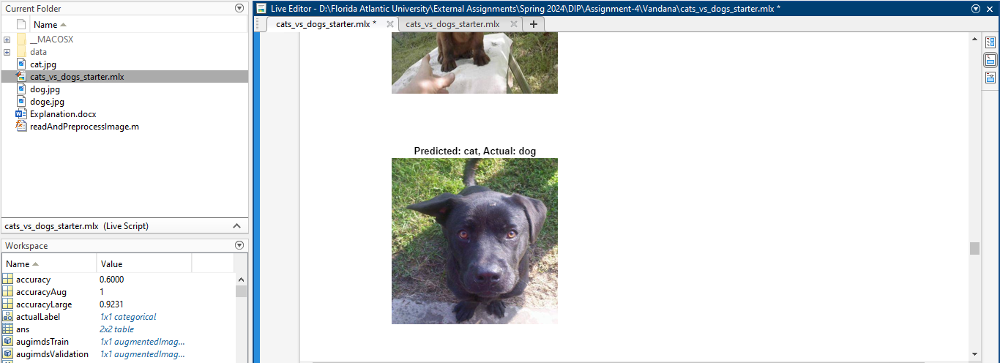 Current Folder
Name
__MACOSX
data
cat.jpg
cats_vs_dogs_starter.mlx
dog.jpg
doge.jpg
Explanation.docx
readAndPreprocessImage.m
cats_vs_dogs_starter.mlx (Live Script)
Workspace
Name Value
accuracy 0.6000
accuracyAug 1
accuracyLarge 0.9231
actualLabel 1x1 categorical
ans 2x2 table
augimdsTrain 1x1 augmentedImag...
augimdsValidation 1x1 augmentedImag...
Live Editor - D:\Florida Atlantic University\External Assignments\Spring 2024\DIP\Assignment-4\Vandana\cats_vs_dogs_starter.mlx *
cats_vs_dogs_starter.mlx * cats_vs_dogs_starter.mlx
Predicted: cat, Actual: dog